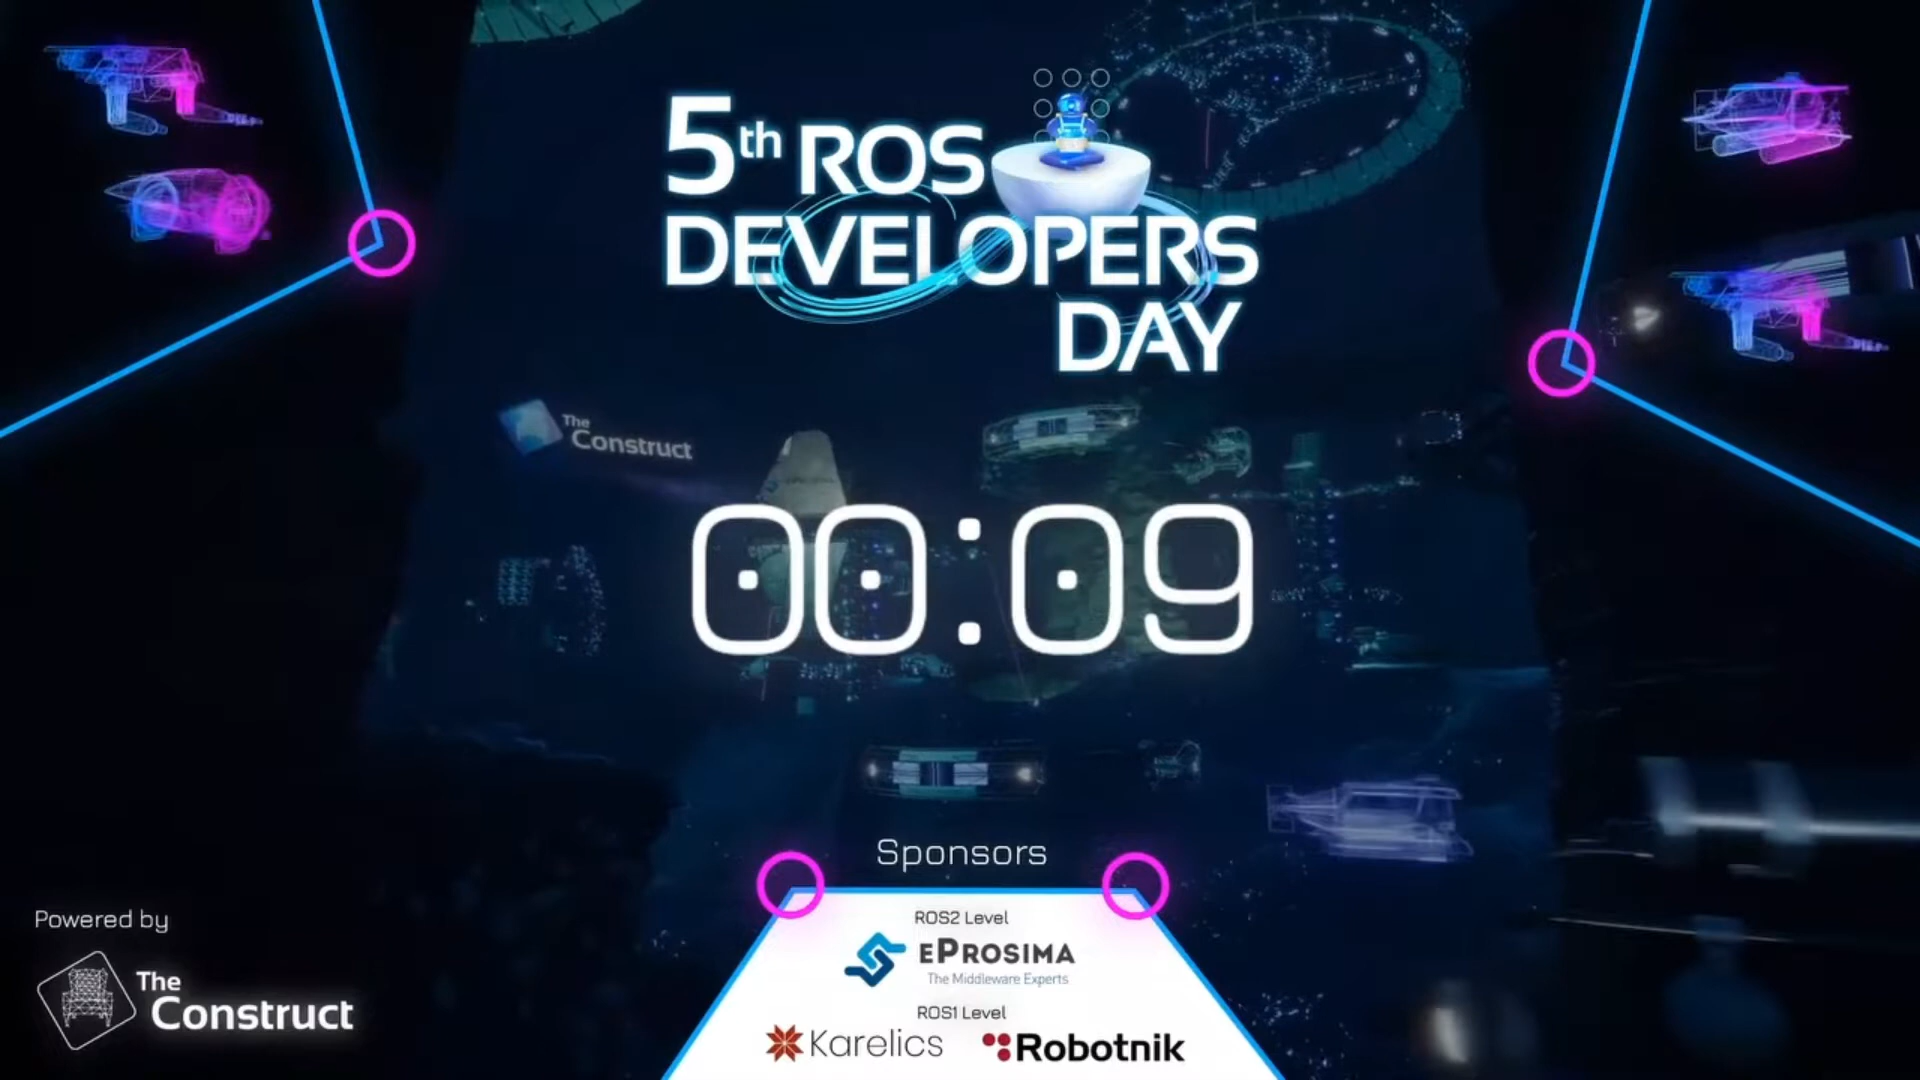 5th ROS
DEVELOPERS
DAY
The
Construct
00:09
Sponsors
ROS2 Level
ePROSIMA
The Middleware Experts
ROS1 Level
Karelics
Robotnik
Powered by
The
Construct